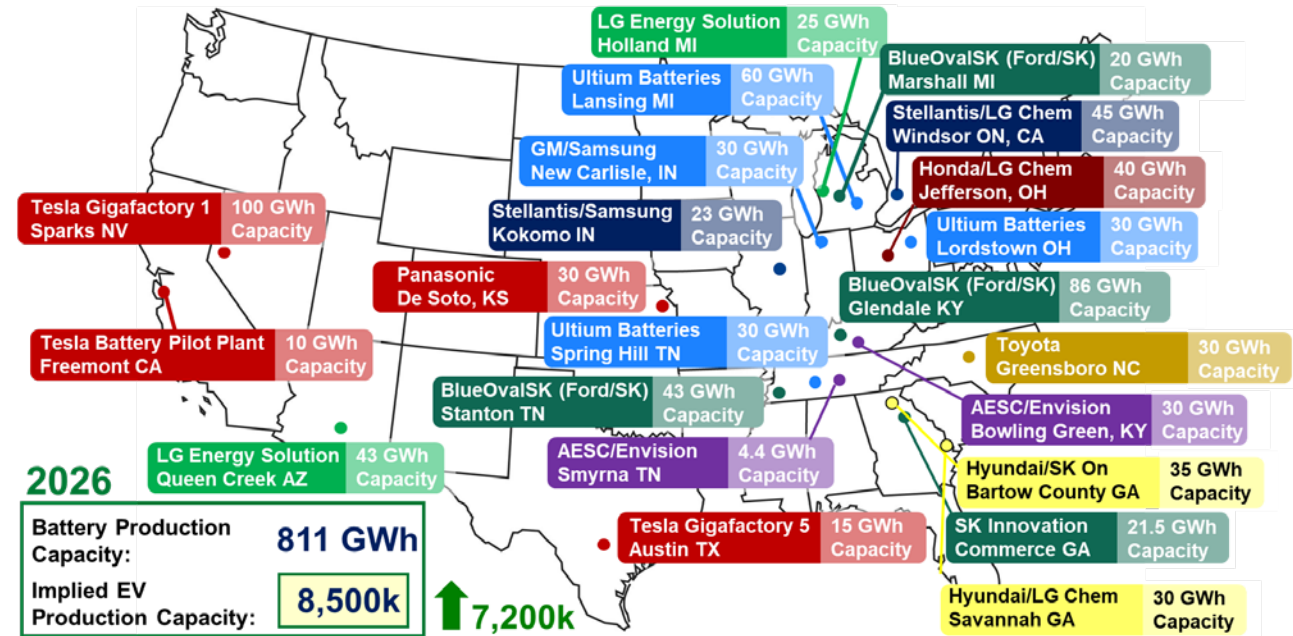 LG Energy Solution
Holland MI
25 GWh
Capacity
Ultium Batteries
Lansing MI
60 GWh
Capacity
BlueOvalSK (Ford/SK)
Marshall MI
20 GWh
Capacity
Stellantis/LG Chem
Windsor ON, CA
45 GWh
Capacity
GM/Samsung
New Carlisle, IN
30 GWh
Capacity
Honda/LG Chem
Jefferson, OH
40 GWh
Capacity
Tesla Gigafactory 1
Sparks NV
100 GWh
Capacity
Stellantis/Samsung
Kokomo IN
23 GWh
Capacity
Ultium Batteries
Lordstown OH
30 GWh
Capacity
Panasonic
De Soto, KS
30 GWh
Capacity
BlueOvalSK (Ford/SK)
Glendale KY
86 GWh
Capacity
Tesla Battery Pilot Plant
Freemont CA
10 GWh
Capacity
Ultium Batteries
Spring Hill TN
30 GWh
Capacity
Toyota
Greensboro NC
30 GWh
Capacity
BlueOvalSK (Ford/SK)
Stanton TN
43 GWh
Capacity
AESC/Envision
Bowling Green, KY
30 GWh
Capacity
LG Energy Solution
Queen Creek AZ
43 GWh
Capacity
AESC/Envision
Smyrna TN
4.4 GWh
Capacity
Hyundai/SK On
Bartow County GA
35 GWh
Capacity
Tesla Gigafactory 5
Austin TX
15 GWh
Capacity
SK Innovation
Commerce GA
21.5 GWh
Capacity
Hyundai/LG Chem
Savannah GA
30 GWh
Capacity
2026
Battery Production
Capacity:
811 GWh
Implied EV
Production Capacity:
8,500k
7,200k